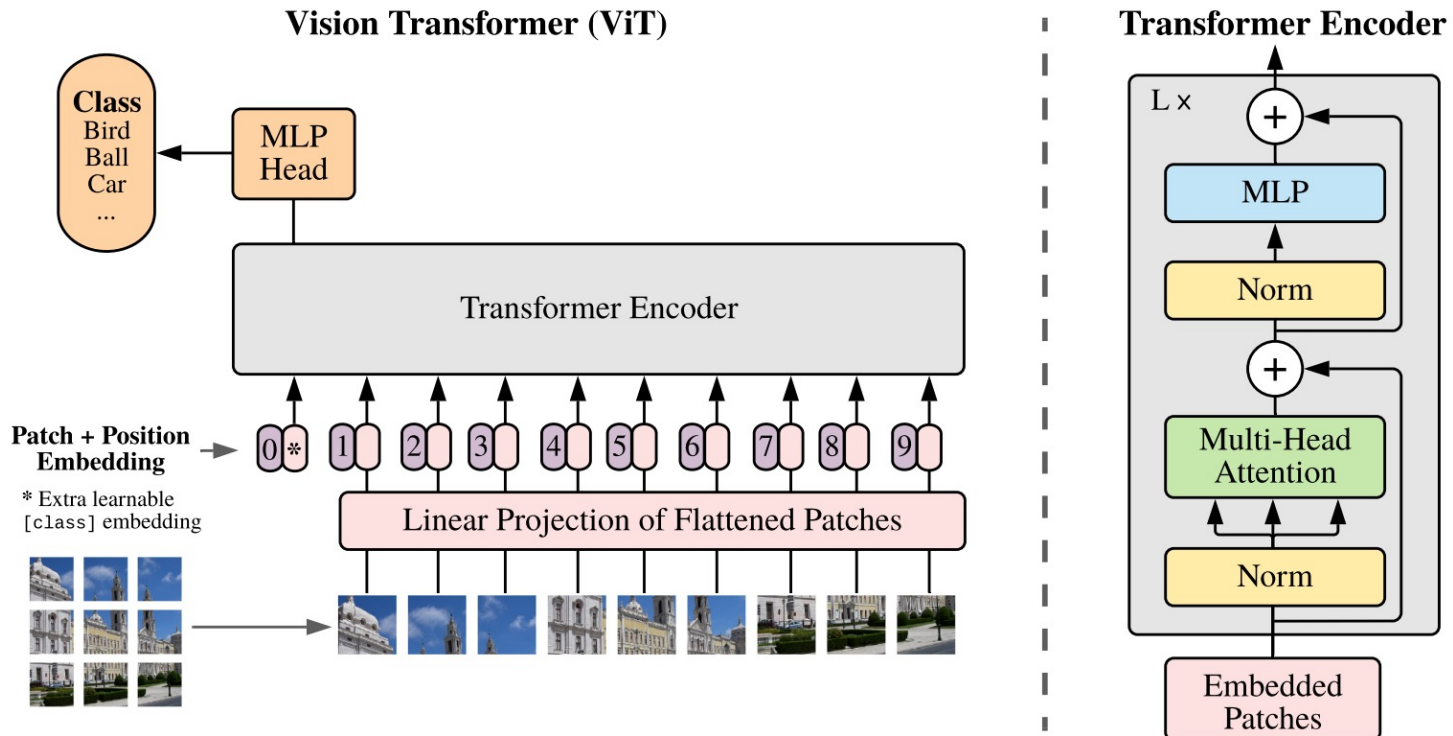 Vision Transformer (ViT)
Class
Bird
Ball
Car
...
MLP
Head
Transformer Encoder
Patch + Position
Embedding
0 * 1 2 3 4 5 6 7 8 9
* Extra learnable
[class] embedding
Linear Projection of Flattened Patches
Transformer Encoder
L x
+
MLP
Norm
+
Multi-Head
Attention
Norm
Embedded
Patches